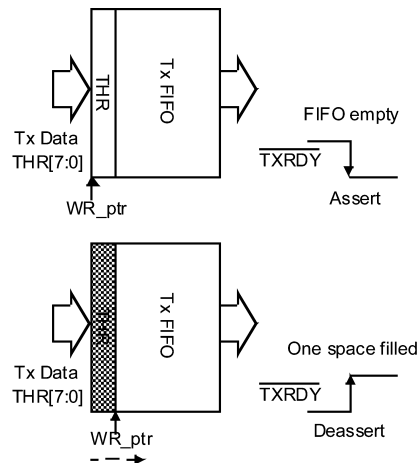 THR
Tx FIFO
Tx Data
THR[7:0]
WR_ptr
FIFO empty
TXRDY
Assert
THR
Tx FIFO
Tx Data
THR[7:0]
WR_ptr
One space filled
TXRDY
Deassert